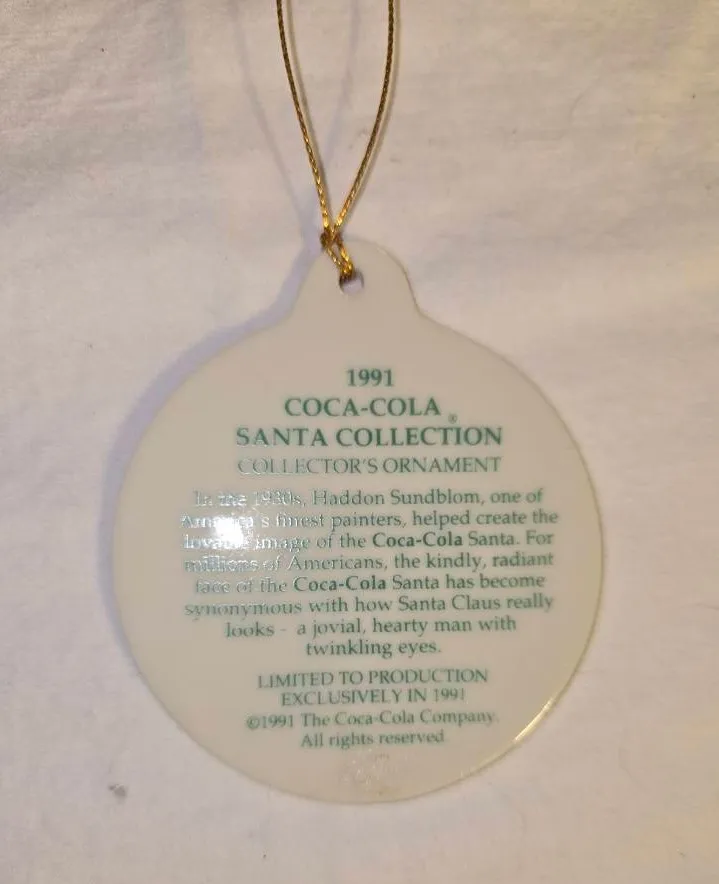 1991
COCA-COLA ®
SANTA COLLECTION
COLLECTOR'S ORNAMENT
In the 1930s, Haddon Sundblom, one of
America's finest painters, helped create the
lovable image of the Coca-Cola Santa. For
millions of Americans, the kindly, radiant
face of the Coca-Cola Santa has become
synonymous with how Santa Claus really
looks - a jovial, hearty man with
twinkling eyes.
LIMITED TO PRODUCTION
EXCLUSIVELY IN 1991
©1991 The Coca-Cola Company.
All rights reserved